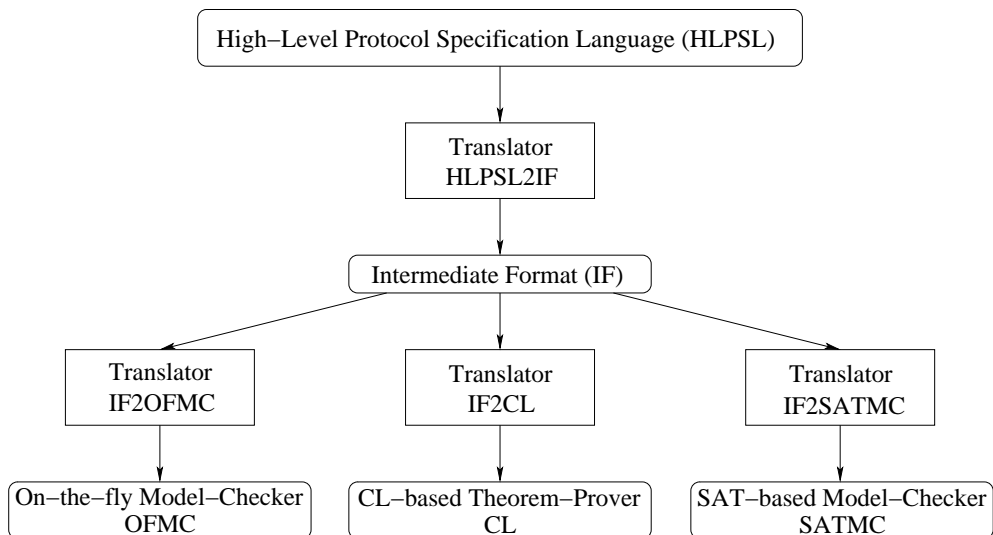 High–Level Protocol Specification Language (HLPSL)
Translator
HLPSL2IF
Intermediate Format (IF)
Translator
IF2OFMC
Translator
IF2CL
Translator
IF2SATMC
On–the–fly Model–Checker
OFMC
CL–based Theorem–Prover
CL
SAT–based Model–Checker
SATMC